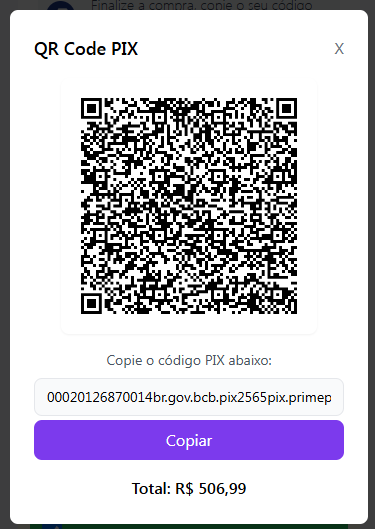 Finalize a compra, copie o seu código
QR Code PIX
X
Copie o código PIX abaixo:
00020126870014br.gov.bcb.pix2565pix.primep
Copiar
Total: R$ 506,99